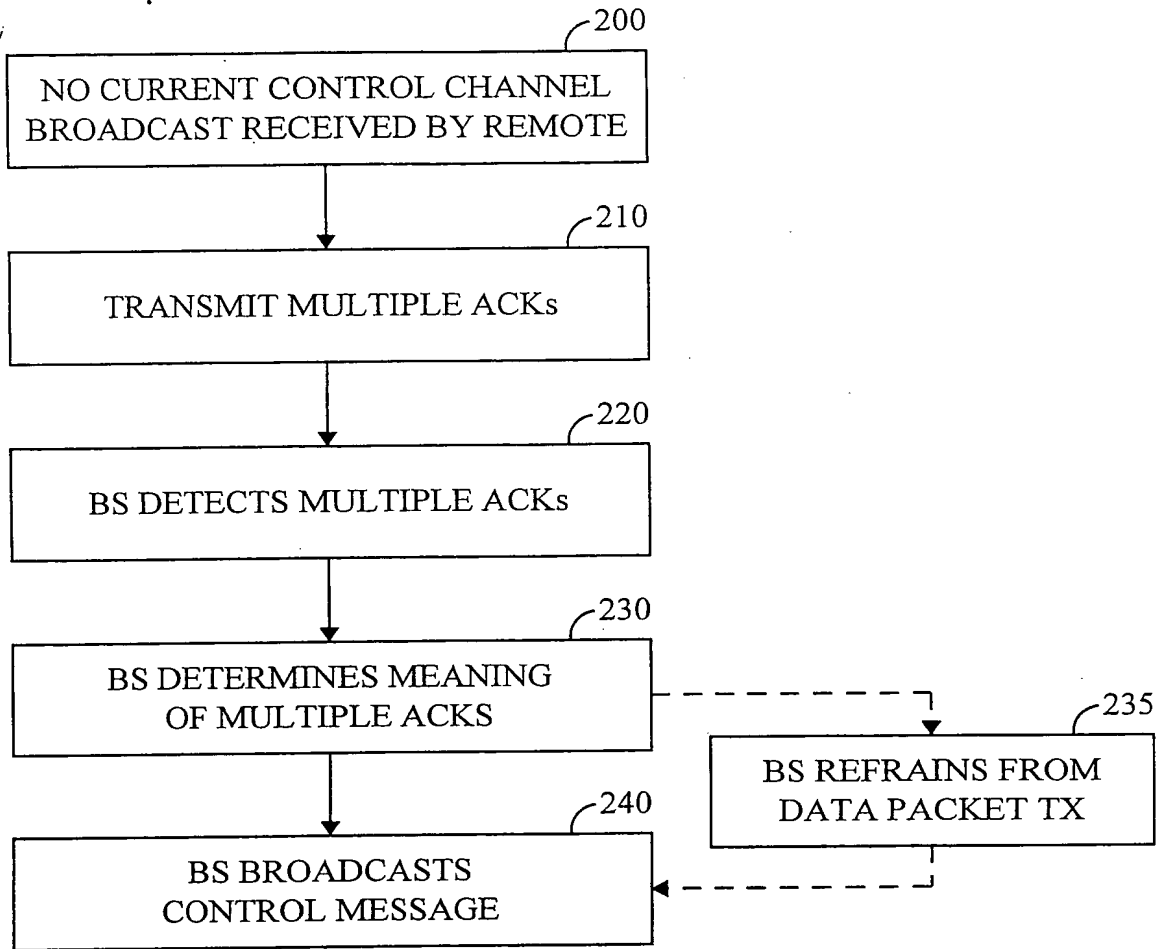 200
NO CURRENT CONTROL CHANNEL
BROADCAST RECEIVED BY REMOTE
210
TRANSMIT MULTIPLE ACKs
220
BS DETECTS MULTIPLE ACKs
230
BS DETERMINES MEANING
OF MULTIPLE ACKS
235
BS REFRAINS FROM
DATA PACKET TX
240
BS BROADCASTS
CONTROL MESSAGE